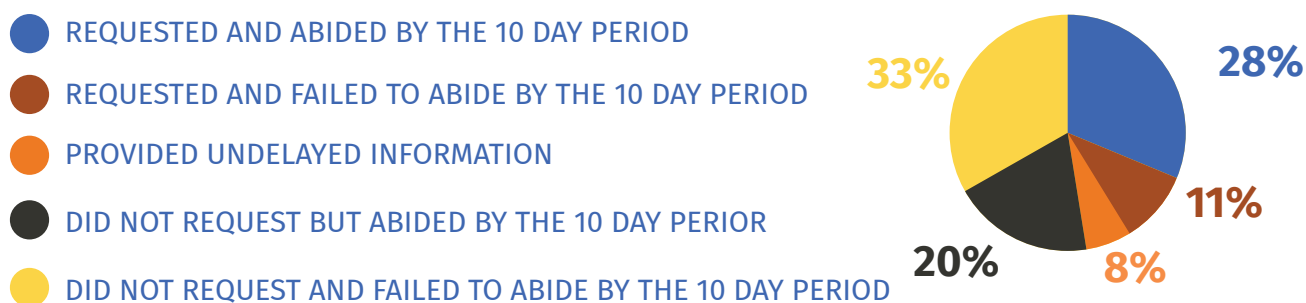 REQUESTED AND ABIDED BY THE 10 DAY PERIOD
REQUESTED AND FAILED TO ABIDE BY THE 10 DAY PERIOD
PROVIDED UNDELAYED INFORMATION
DID NOT REQUEST BUT ABIDED BY THE 10 DAY PERIOR
DID NOT REQUEST AND FAILED TO ABIDE BY THE 10 DAY PERIOD
33%
28%
11%
20%
8%